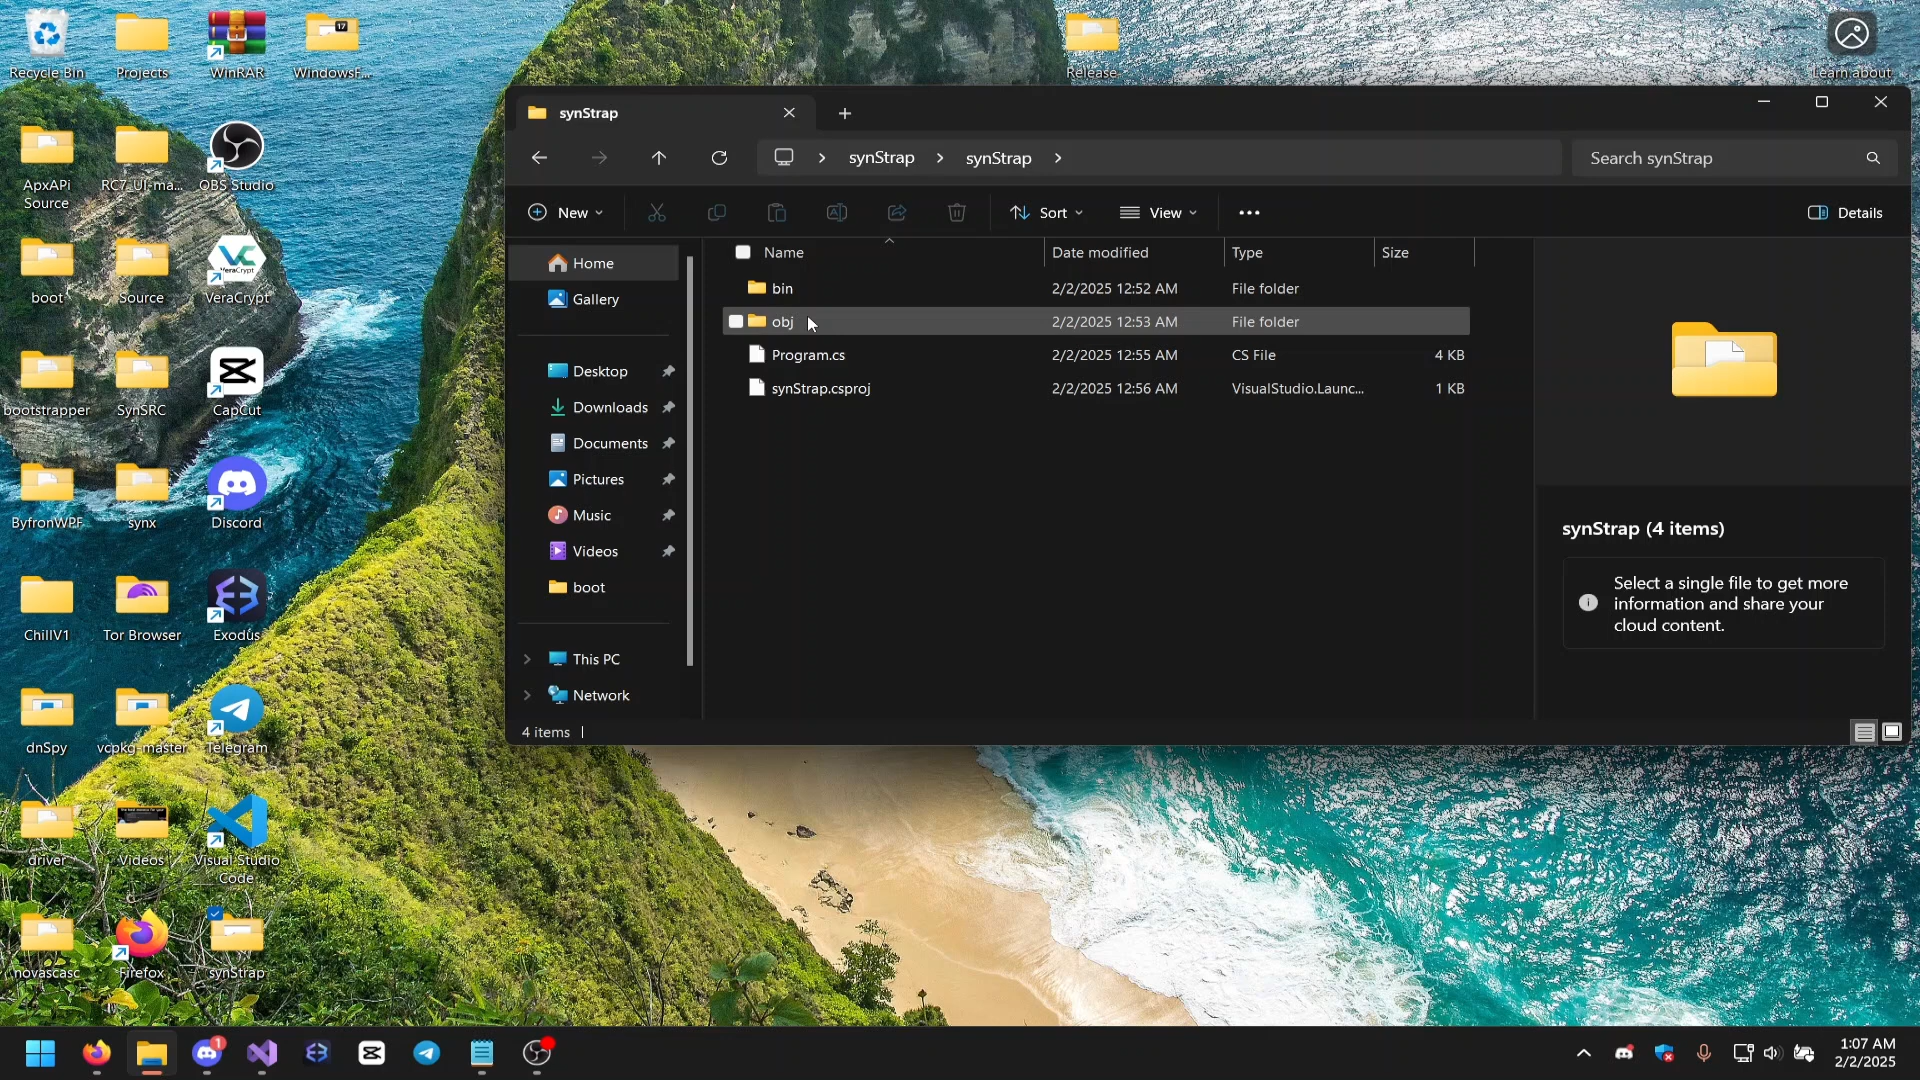 Recycle Bin
Projects
WinRAR
WindowsF...
Release
Learn about
ApxAPi
Source
RC7_UI-ma...
OBS Studio
boot
Source
VeraCrypt
VeraCrypt
bootstrapper
SynSRC
CapCut
ByfronWPF
synx
Discord
ChillV1
Tor Browser
Exodus
dnSpy
vcpkg-master
Telegram
driver
Videos
Visual Studio
Code
novascasc
Firefox
synStrap
17
synStrap
synStrap
synStrap
Search synStrap
New
Sort
View
Details
Home
Gallery
Desktop
Downloads
Documents
Pictures
Music
Videos
boot
This PC
Network
Name Date modified Type Size
bin 2/2/2025 12:52 AM File folder
obj 2/2/2025 12:53 AM File folder
Program.cs 2/2/2025 12:55 AM CS File 4 KB
synStrap.csproj 2/2/2025 12:56 AM VisualStudio.Launc... 1 KB
synStrap (4 items)
Select a single file to get more
information and share your
cloud content.
4 items
1
1:07 AM
2/2/2025